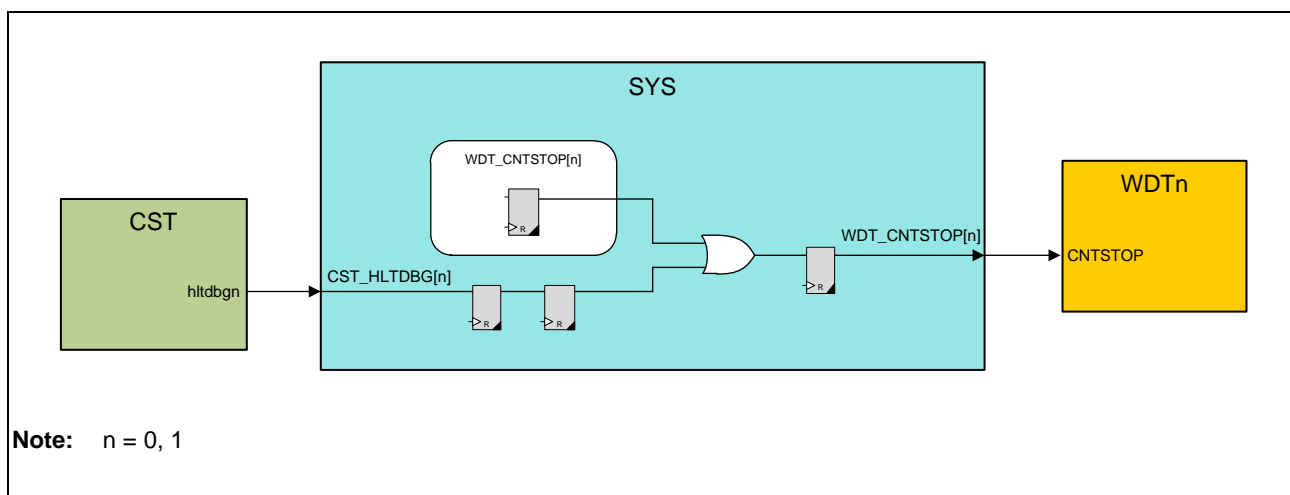 SYS
WDT_CNTSTOP[n]
R
CST
hltdbgn
CST_HLTDBG[n]
R
R
R
WDT_CNTSTOP[n]
WDTn
CNTSTOP
Note: n = 0, 1